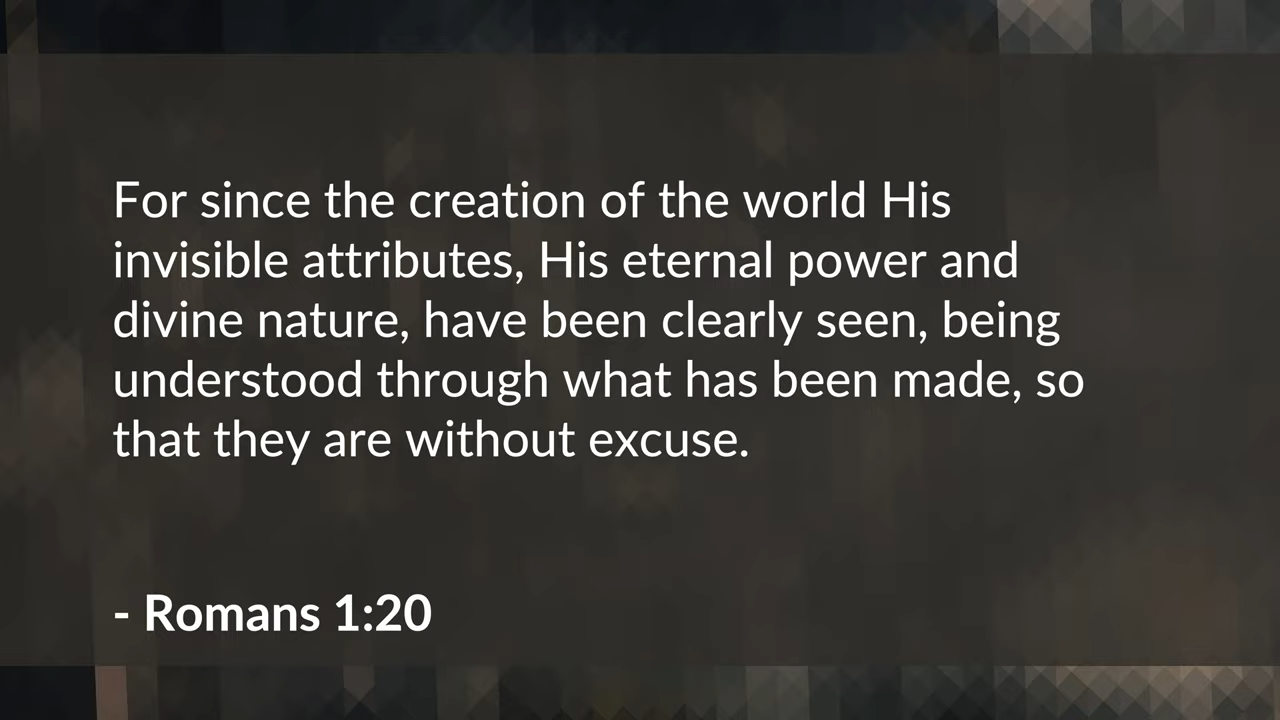 For since the creation of the world His
invisible attributes, His eternal power and
divine nature, have been clearly seen, being
understood through what has been made, so
that they are without excuse.
- Romans 1:20